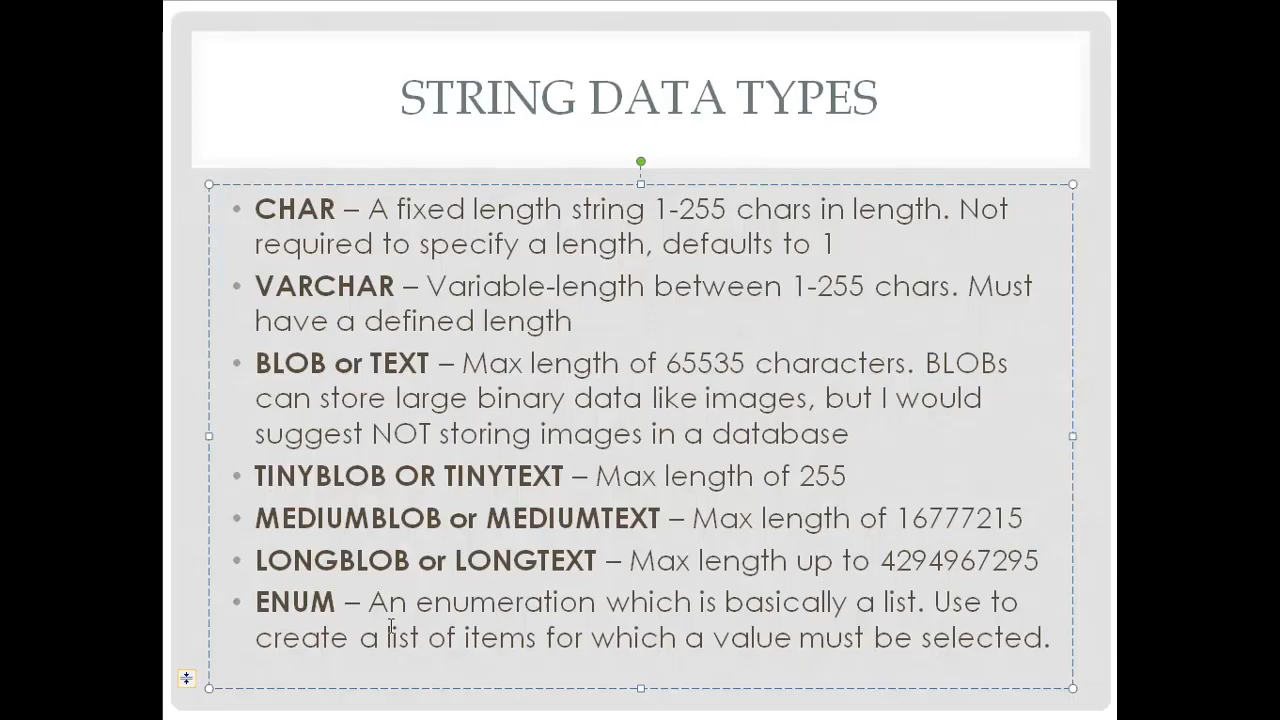 STRING DATA TYPES
• CHAR – A fixed length string 1-255 chars in length. Not
required to specify a length, defaults to 1
• VARCHAR – Variable-length between 1-255 chars. Must
have a defined length
• BLOB or TEXT – Max length of 65535 characters. BLOBs
can store large binary data like images, but I would
suggest NOT storing images in a database
• TINYBLOB OR TINYTEXT – Max length of 255
• MEDIUMBLOB or MEDIUMTEXT – Max length of 16777215
• LONGBLOB or LONGTEXT – Max length up to 4294967295
• ENUM – An enumeration which is basically a list. Use to
create a list of items for which a value must be selected.